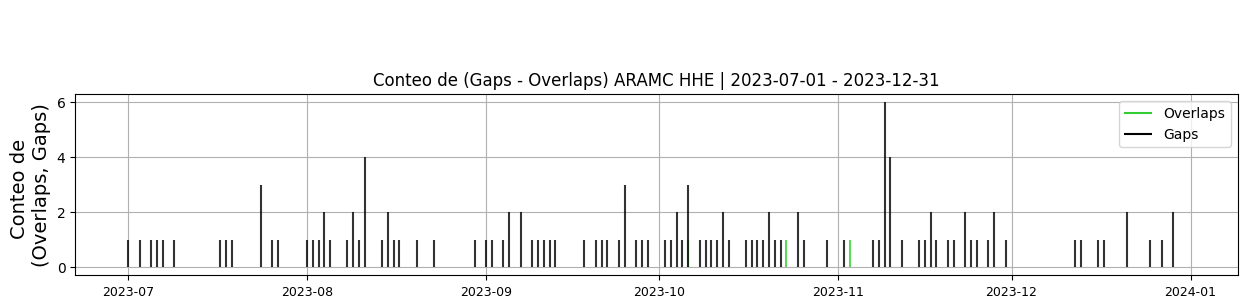 Conteo de (Gaps - Overlaps) ARAMC HHE | 2023-07-01 - 2023-12-31
Conteo de
(Overlaps, Gaps)
6
4
2
0
Overlaps
Gaps
2023-07
2023-08
2023-09
2023-10
2023-11
2023-12
2024-01